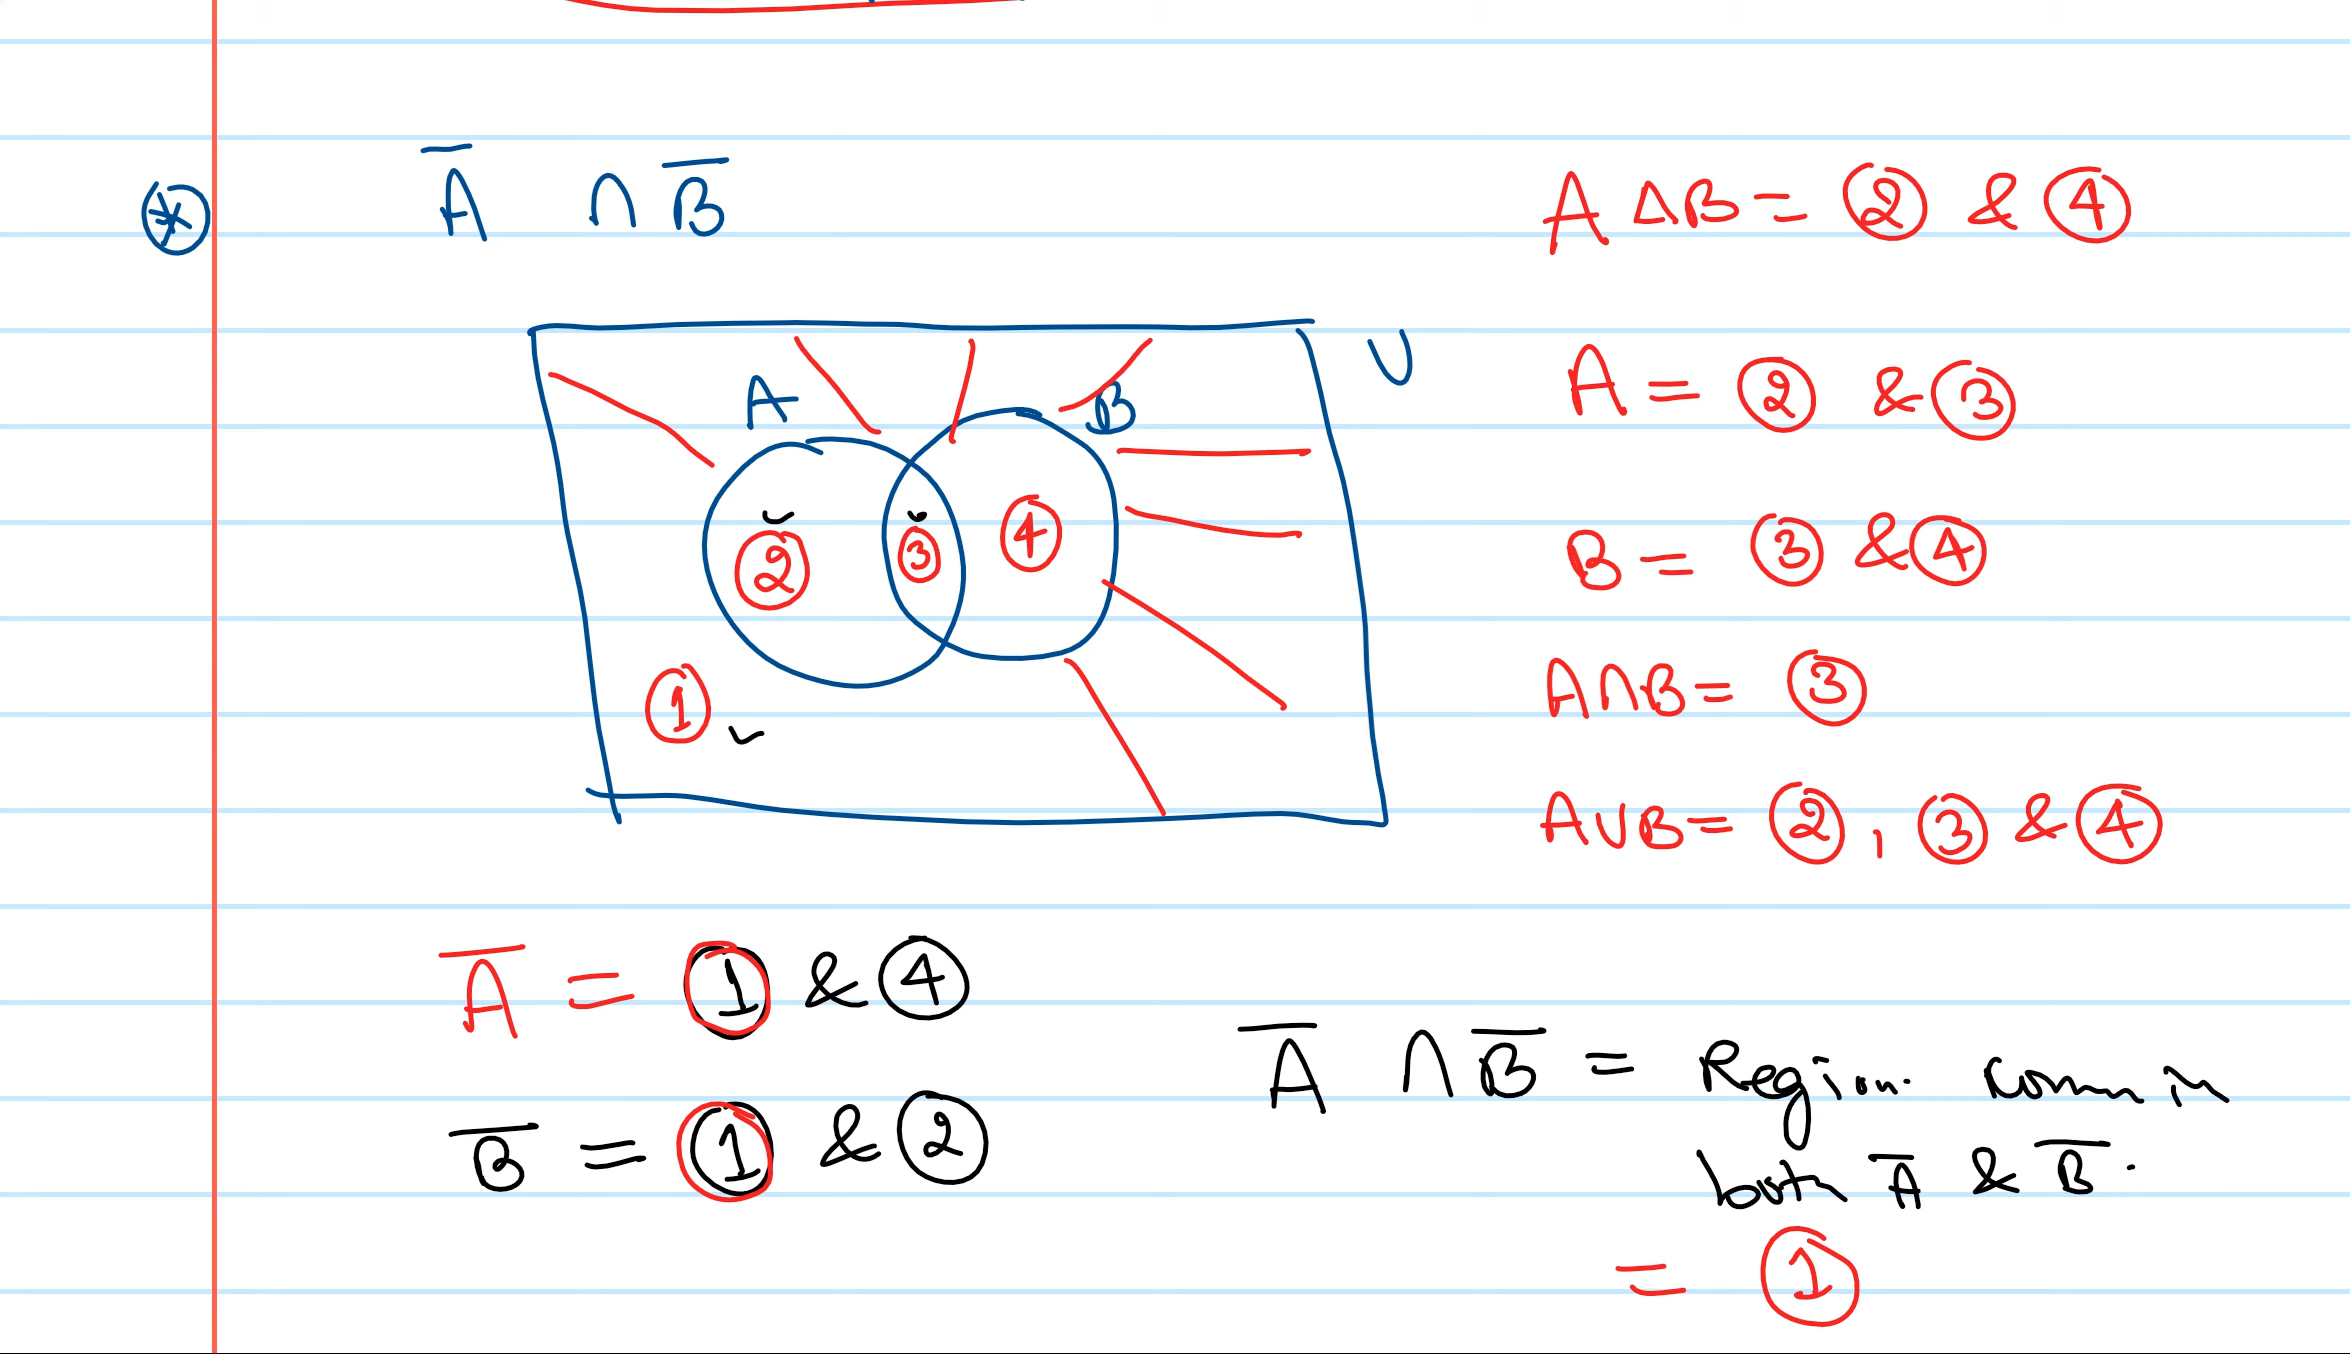 ⊛ A̅ ∩ B̅
A Δ B = ② & ④
U
A B
② ③ ④
①
A = ② & ③
B = ③ & ④
A∩B = ③
A∪B = ②, ③ & ④
A̅ = ① & ④
B̅ = ① & ②
A̅ ∩ B̅ = Region common in
both A̅ & B̅.
= ①